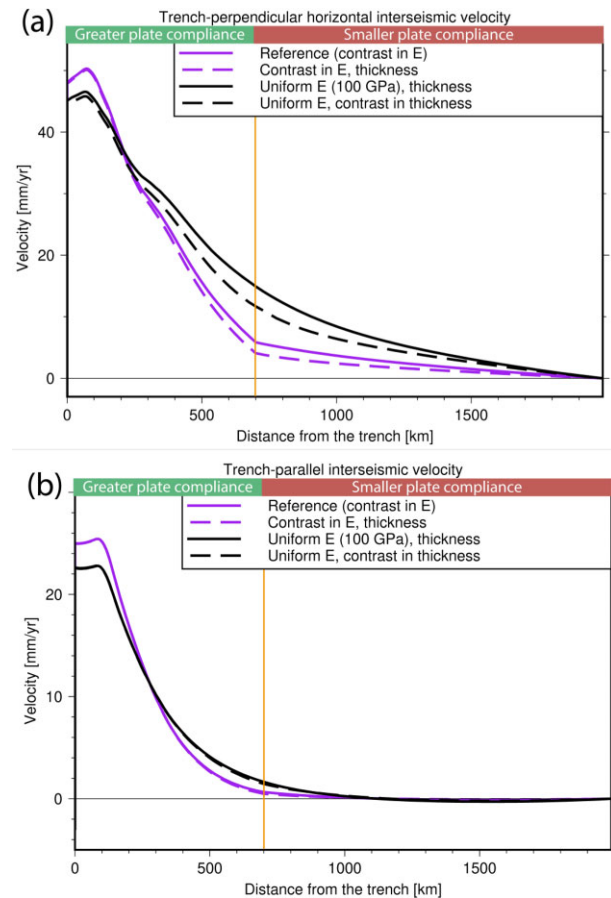 (a)
Trench-perpendicular horizontal interseismic velocity
Greater plate compliance Smaller plate compliance
Reference (contrast in E)
Contrast in E, thickness
Uniform E (100 GPa), thickness
Uniform E, contrast in thickness
Velocity [mm/yr]
40
20
0
0 500 1000 1500
Distance from the trench [km]
(b)
Trench-parallel interseismic velocity
Greater plate compliance Smaller plate compliance
Reference (contrast in E)
Contrast in E, thickness
Uniform E (100 GPa), thickness
Uniform E, contrast in thickness
Velocity [mm/yr]
20
10
0
0 500 1000 1500
Distance from the trench [km]